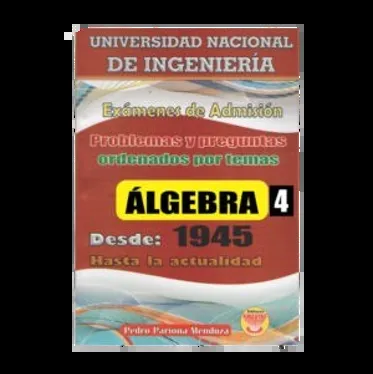 UNIVERSIDAD NACIONAL
DE INGENIERÍA
Exámenes de Admisión
Problemas y preguntas
ordenados por temas
ÁLGEBRA 4
Desde: 1945
Hasta la actualidad
Pedro Pariona Mendoza